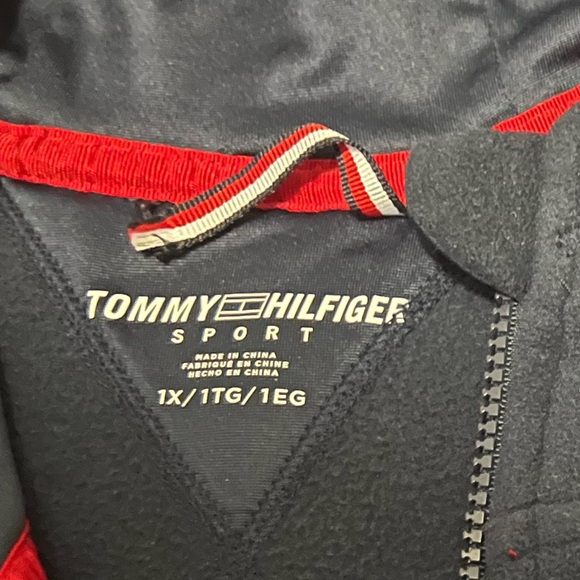 TOMMY HILFIGER
SPORT
MADE IN CHINA
FABRIQUÉ EN CHINE
HECHO EN CHINA
1X/1TG/1EG